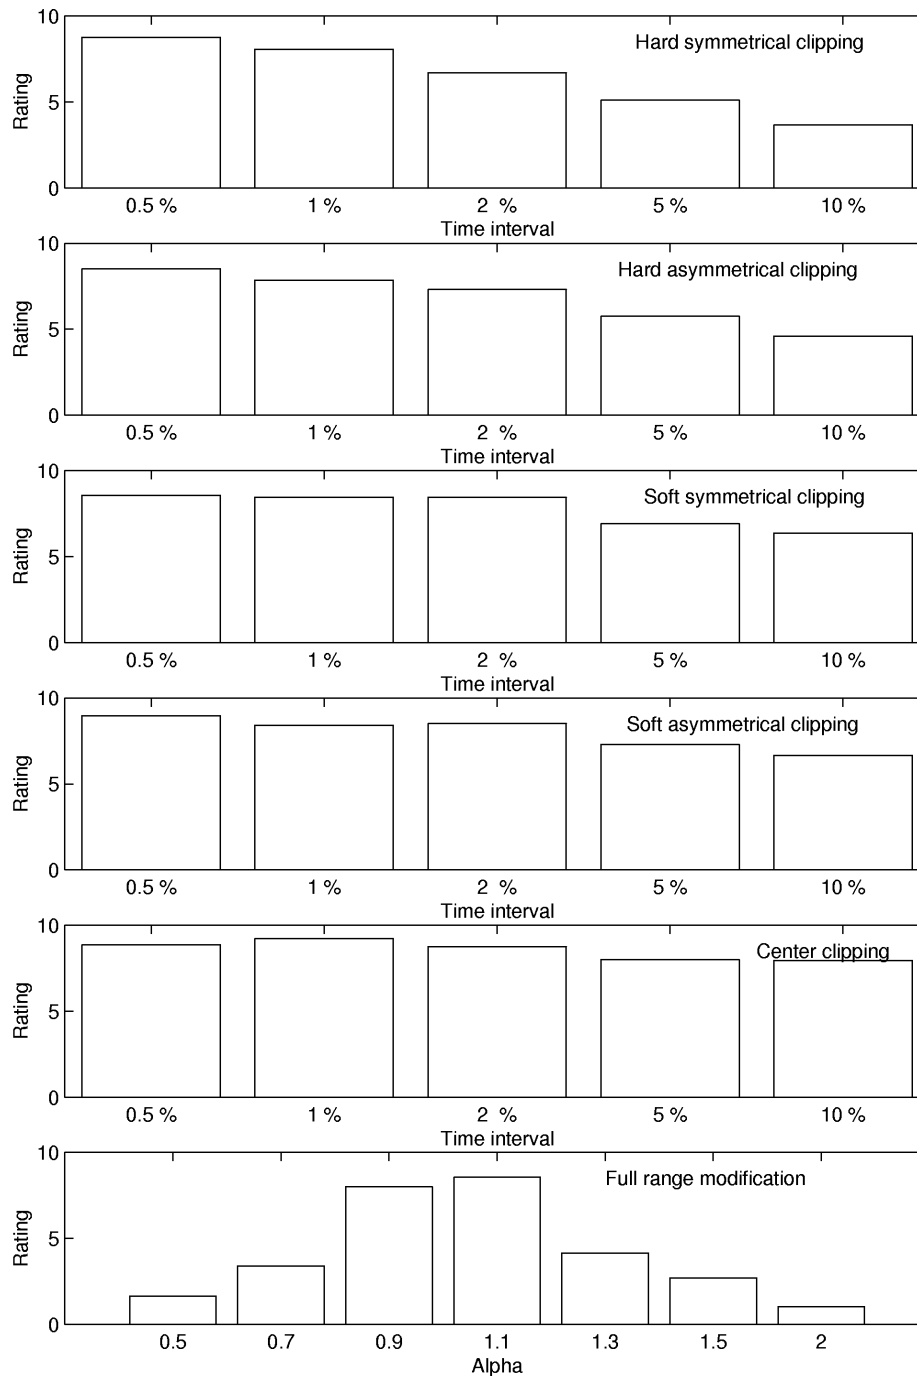 10
Hard symmetrical clipping
Rating
5
0
0.5 % 1 % 2 % 5 % 10 %
Time interval
10
Hard asymmetrical clipping
Rating
5
0
0.5 % 1 % 2 % 5 % 10 %
Time interval
10
Soft symmetrical clipping
Rating
5
0
0.5 % 1 % 2 % 5 % 10 %
Time interval
10
Soft asymmetrical clipping
Rating
5
0
0.5 % 1 % 2 % 5 % 10 %
Time interval
10
Center clipping
Rating
5
0
0.5 % 1 % 2 % 5 % 10 %
Time interval
10
Full range modification
Rating
5
0
0.5 0.7 0.9 1.1 1.3 1.5 2
Alpha